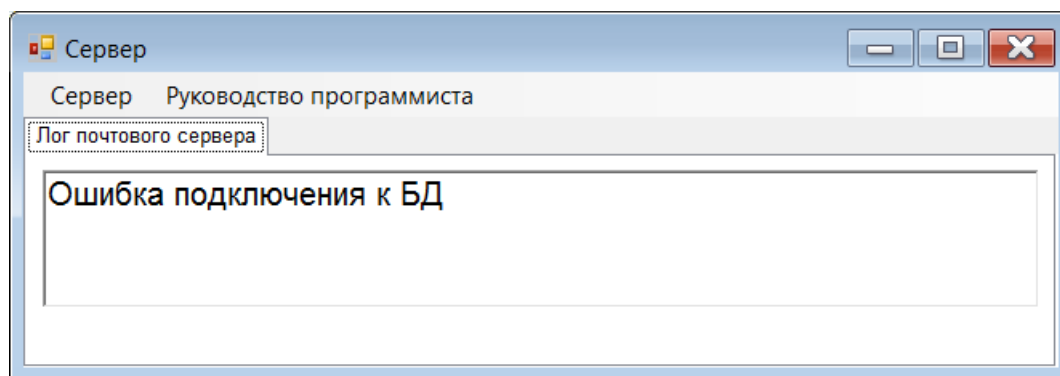 Сервер
Сервер Руководство программиста
Лог почтового сервера
Ошибка подключения к БД